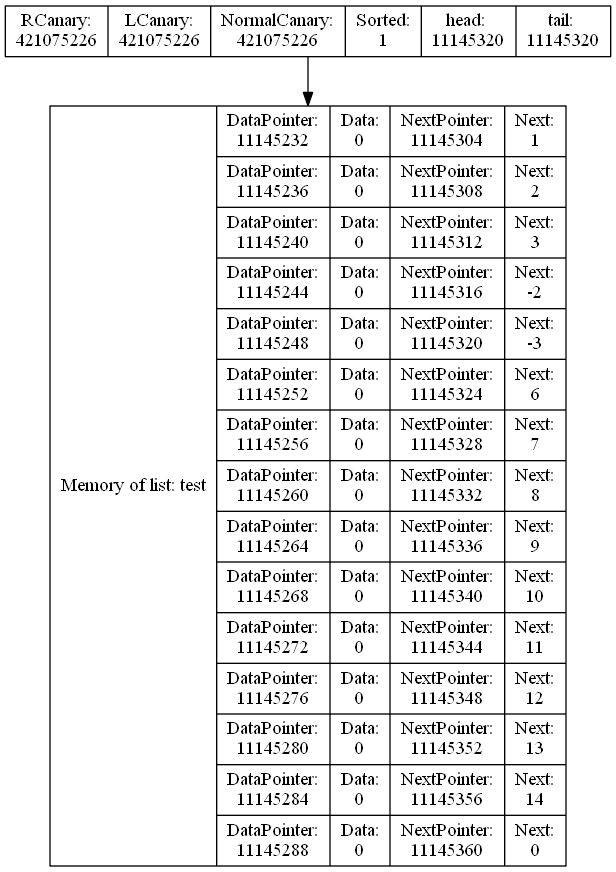 RCanary: LCanary: NormalCanary: Sorted: head: tail:
421075226 421075226 421075226 1 11145320 11145320
DataPointer: Data: NextPointer: Next:
11145232 0 11145304 1
DataPointer: Data: NextPointer: Next:
11145236 0 11145308 2
DataPointer: Data: NextPointer: Next:
11145240 0 11145312 3
DataPointer: Data: NextPointer: Next:
11145244 0 11145316 -2
DataPointer: Data: NextPointer: Next:
11145248 0 11145320 -3
DataPointer: Data: NextPointer: Next:
11145252 0 11145324 6
DataPointer: Data: NextPointer: Next:
11145256 0 11145328 7
Memory of list: test
DataPointer: Data: NextPointer: Next:
11145260 0 11145332 8
DataPointer: Data: NextPointer: Next:
11145264 0 11145336 9
DataPointer: Data: NextPointer: Next:
11145268 0 11145340 10
DataPointer: Data: NextPointer: Next:
11145272 0 11145344 11
DataPointer: Data: NextPointer: Next:
11145276 0 11145348 12
DataPointer: Data: NextPointer: Next:
11145280 0 11145352 13
DataPointer: Data: NextPointer: Next:
11145284 0 11145356 14
DataPointer: Data: NextPointer: Next:
11145288 0 11145360 0